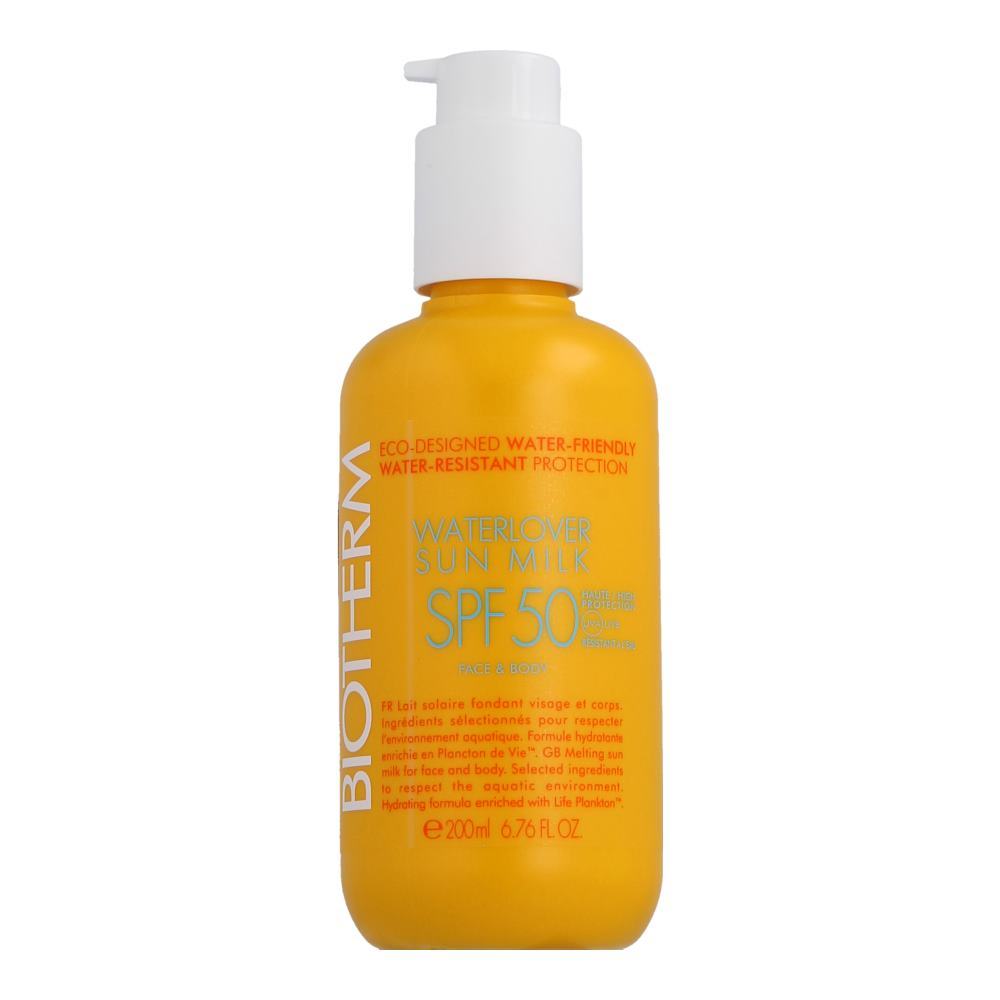 BIOTHERM
ECO-DESIGNED WATER-FRIENDLY
WATER-RESISTANT PROTECTION
WATERLOVER
SUN MILK
SPF 50
HAUTE / HIGH
PROTECTION
UVA UVB
FACE & BODY
FR Lait solaire fondant visage et corps.
Ingrédients sélectionnés pour respecter
l'environnement aquatique. Formule hydratante
enrichie en Plancton de Vie™. GB Melting sun
milk for face and body. Selected ingredients
to respect the aquatic environment.
Hydrating formula enriched with Life Plankton™.
℮200ml 6.76 FL. OZ.